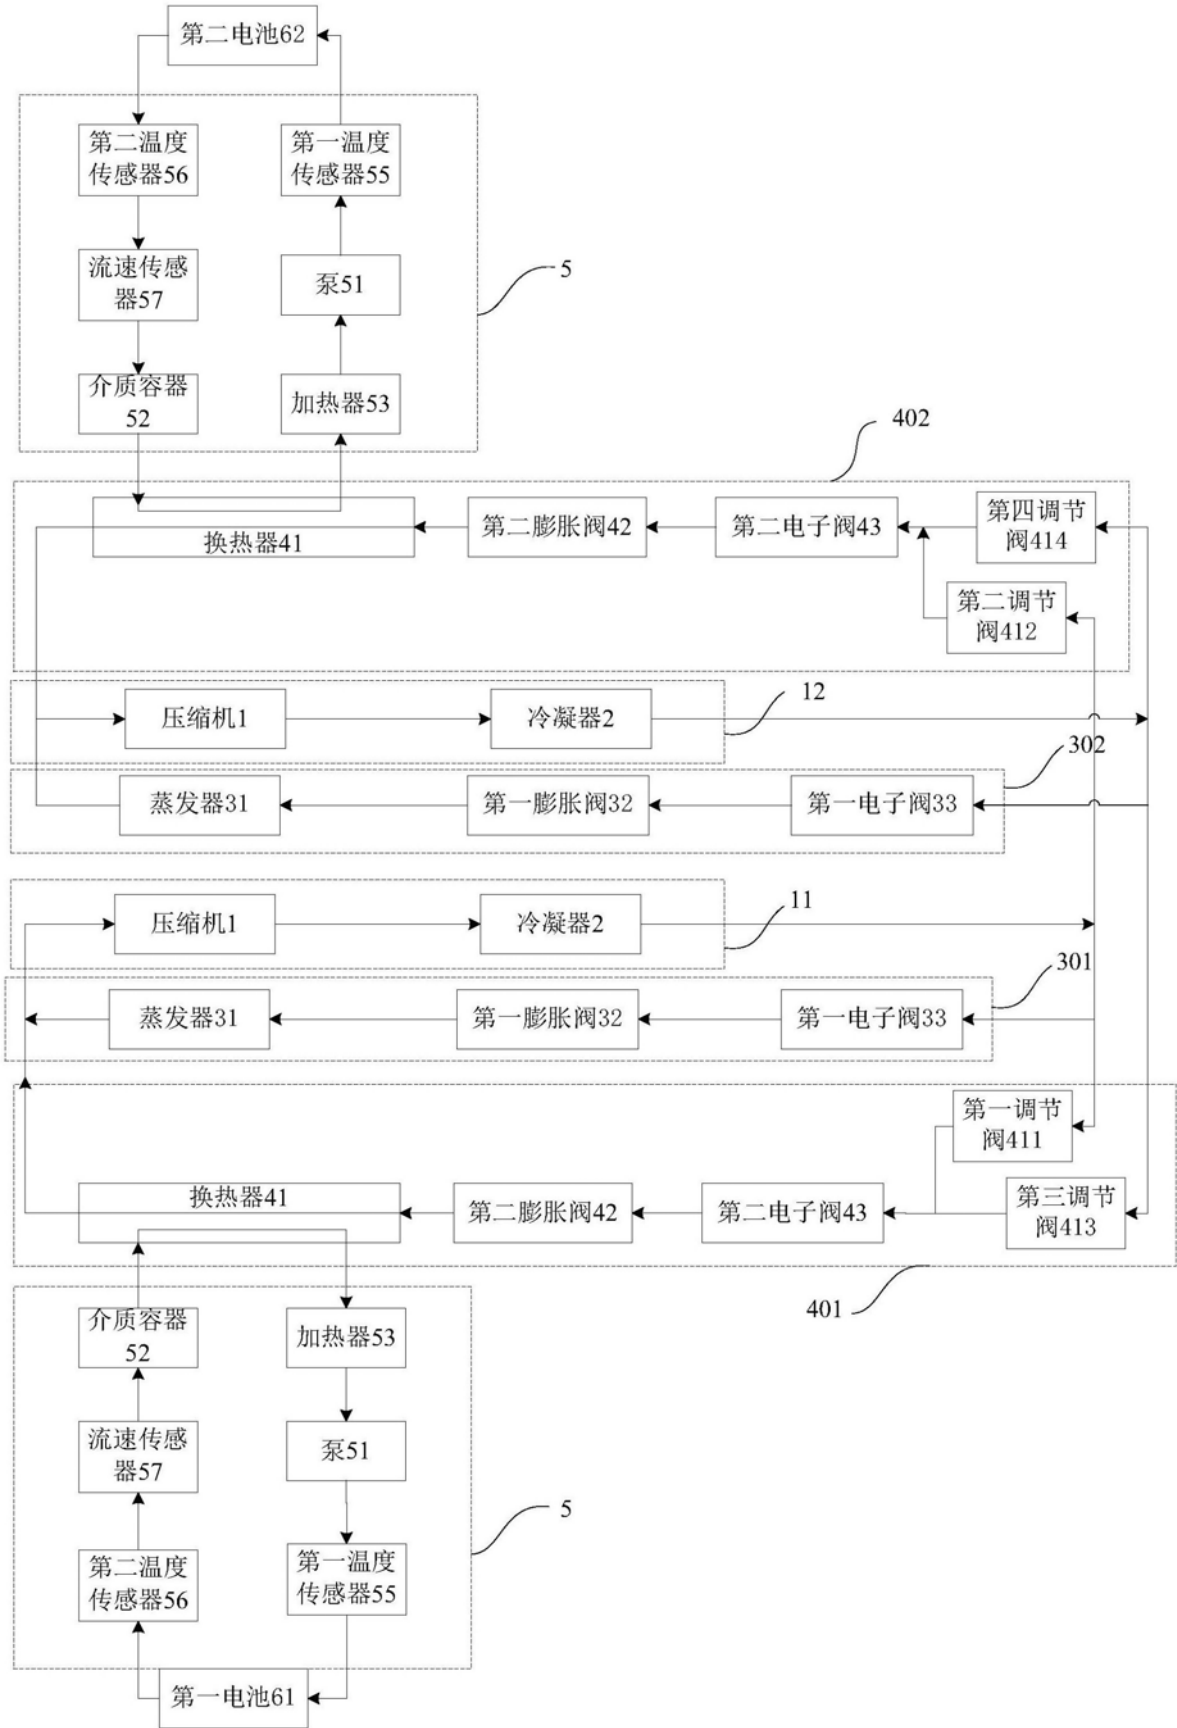 第二电池62
第二温度
传感器56
第一温度
传感器55
流速传感
器57
泵51
5
介质容器
52
加热器53
402
换热器41
第二膨胀阀42
第二电子阀43
第四调节
阀414
第二调节
阀412
压缩机1
冷凝器2
12
302
蒸发器31
第一膨胀阀32
第一电子阀33
压缩机1
冷凝器2
11
301
蒸发器31
第一膨胀阀32
第一电子阀33
第一调节
阀411
换热器41
第二膨胀阀42
第二电子阀43
第三调节
阀413
401
介质容器
52
加热器53
流速传感
器57
泵51
5
第二温度
传感器56
第一温度
传感器55
第一电池61